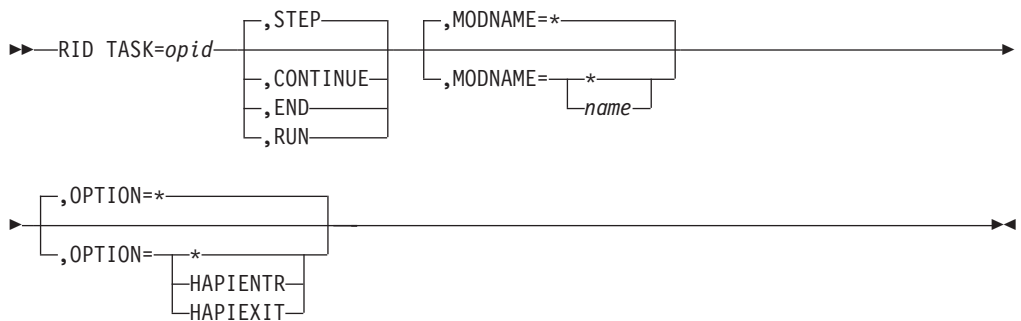 ,STEP ,MODNAME=*
RID TASK=opid
,CONTINUE ,MODNAME= *
,END name
,RUN
,OPTION=*
,OPTION= *
HAPIENTR
HAPIEXIT